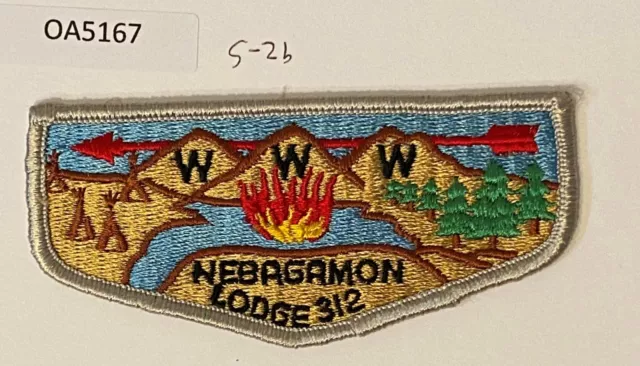 OA5167
S-2b
W W W
NEBAGAMON
LODGE 312